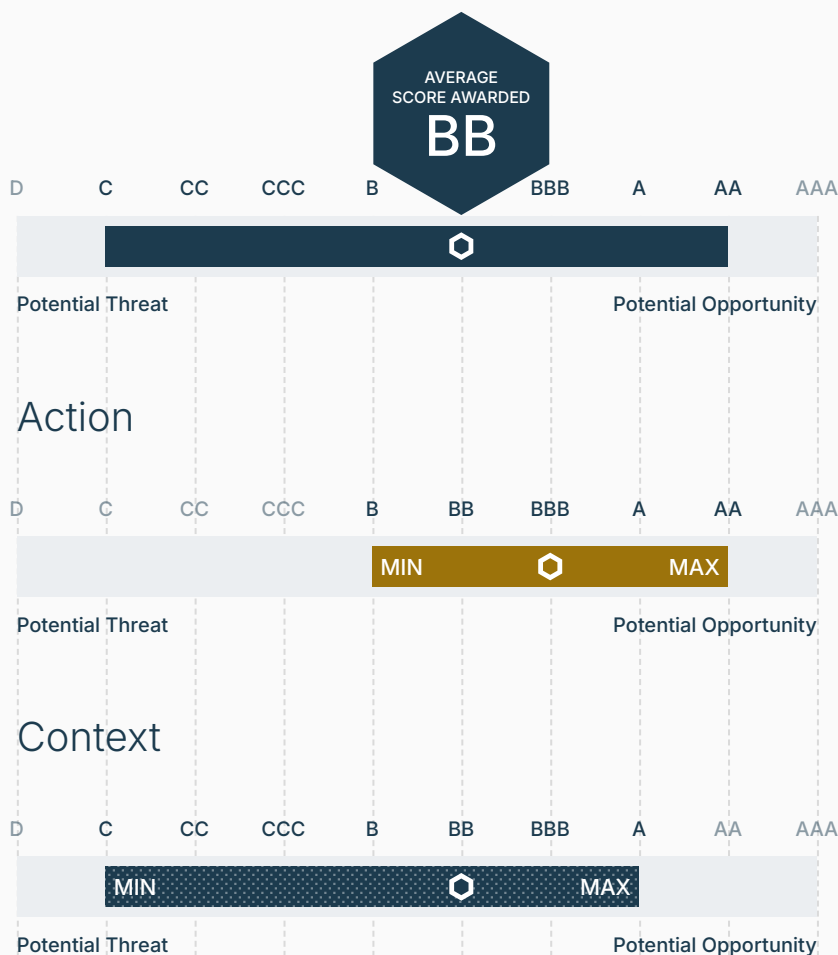 AVERAGE
SCORE AWARDED
BB
D C CC CCC B BBB A AA AAA
Potential Threat Potential Opportunity
Action
D C CC CCC B BB BBB A AA AAA
MIN MAX
Potential Threat Potential Opportunity
Context
D C CC CCC B BB BBB A AA AAA
MIN MAX
Potential Threat Potential Opportunity